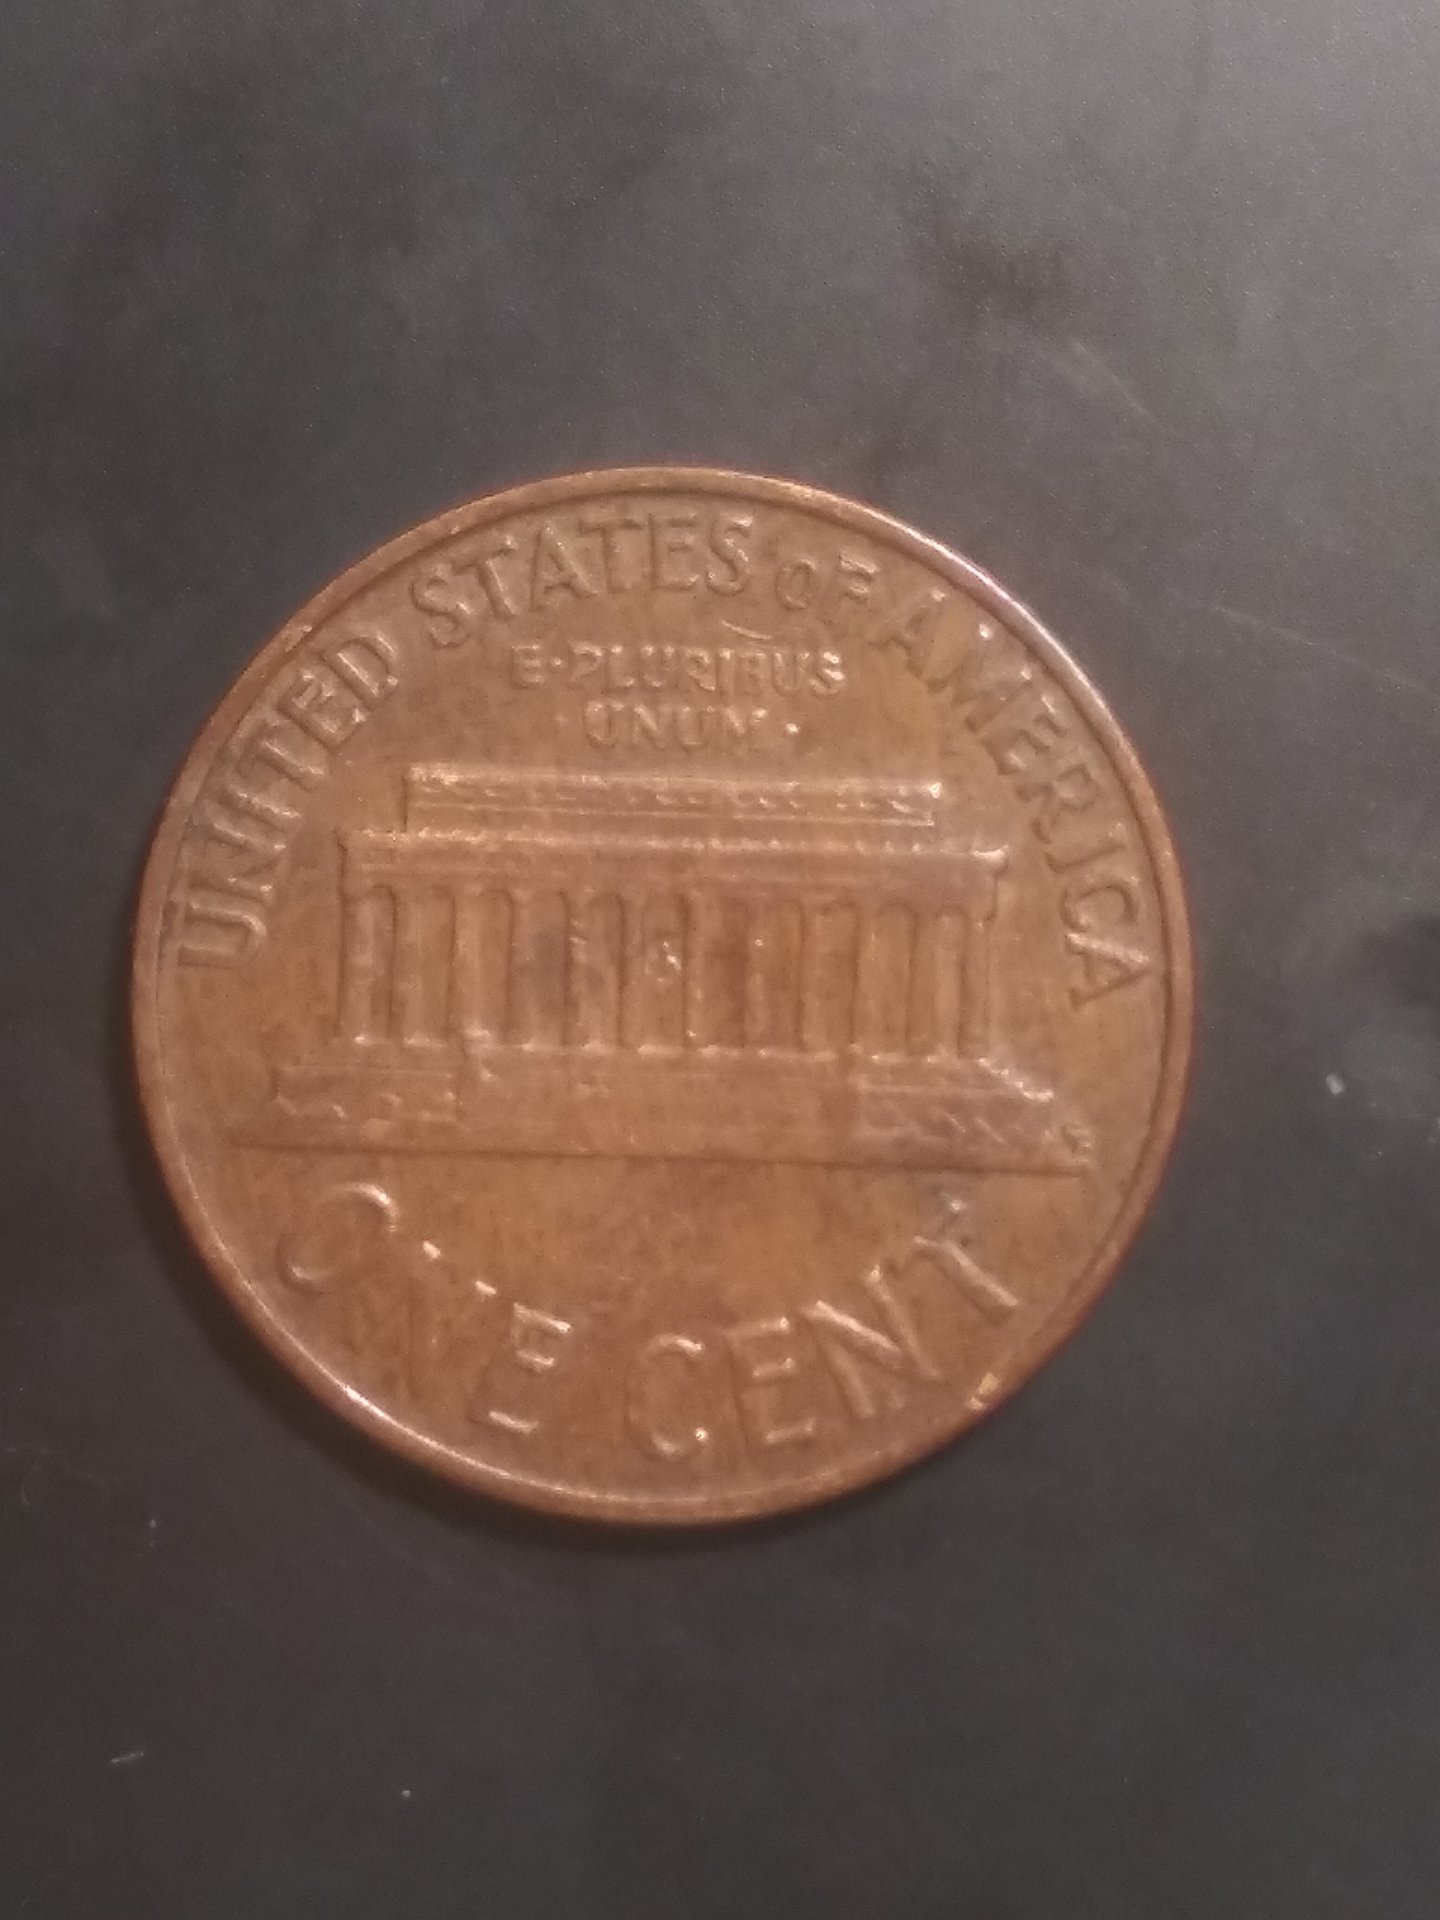 UNITED STATES OF AMERICA
E·PLURIBUS
·UNUM·
ONE CENT